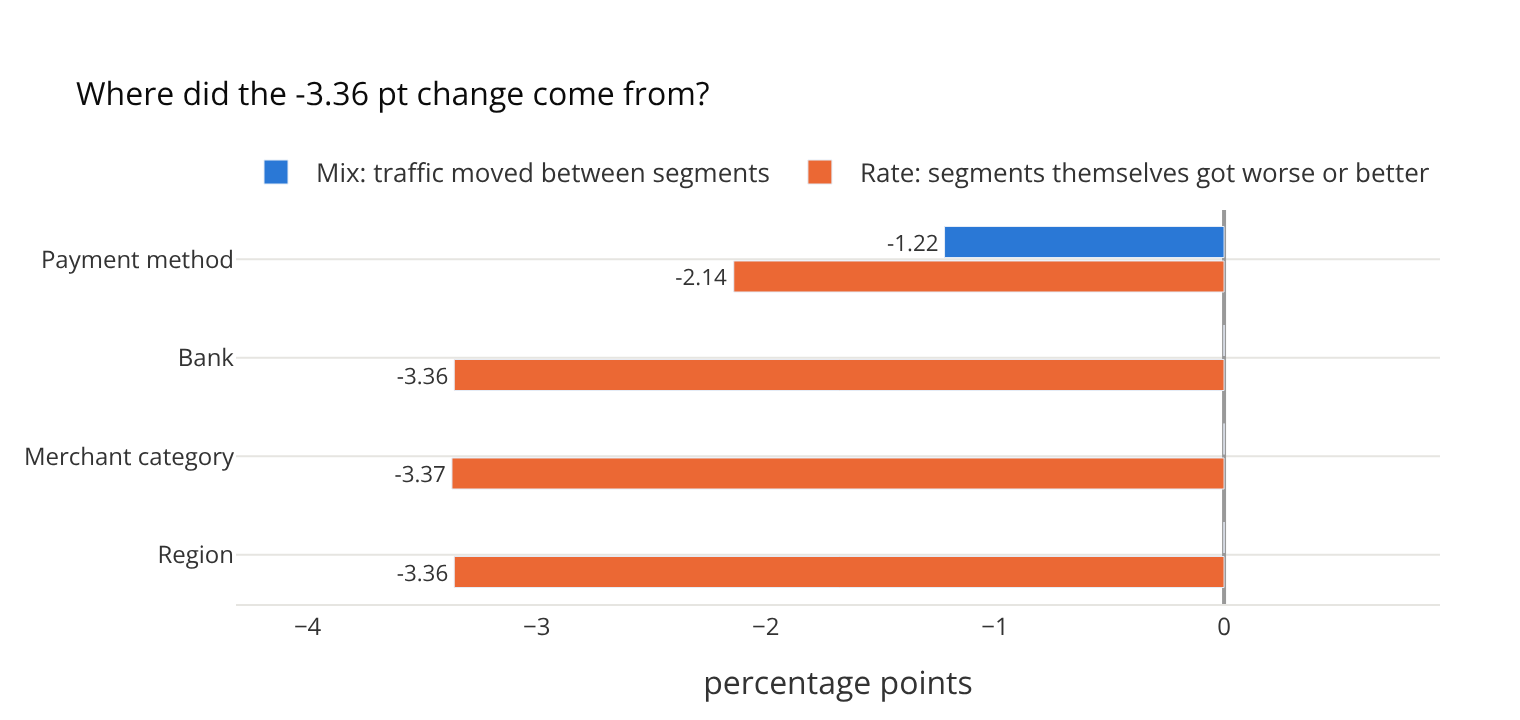 Where did the -3.36 pt change come from?
Mix: traffic moved between segments
Rate: segments themselves got worse or better
Payment method
-1.22
-2.14
Bank
-3.36
Merchant category
-3.37
Region
-3.36
−4 −3 −2 −1 0
percentage points